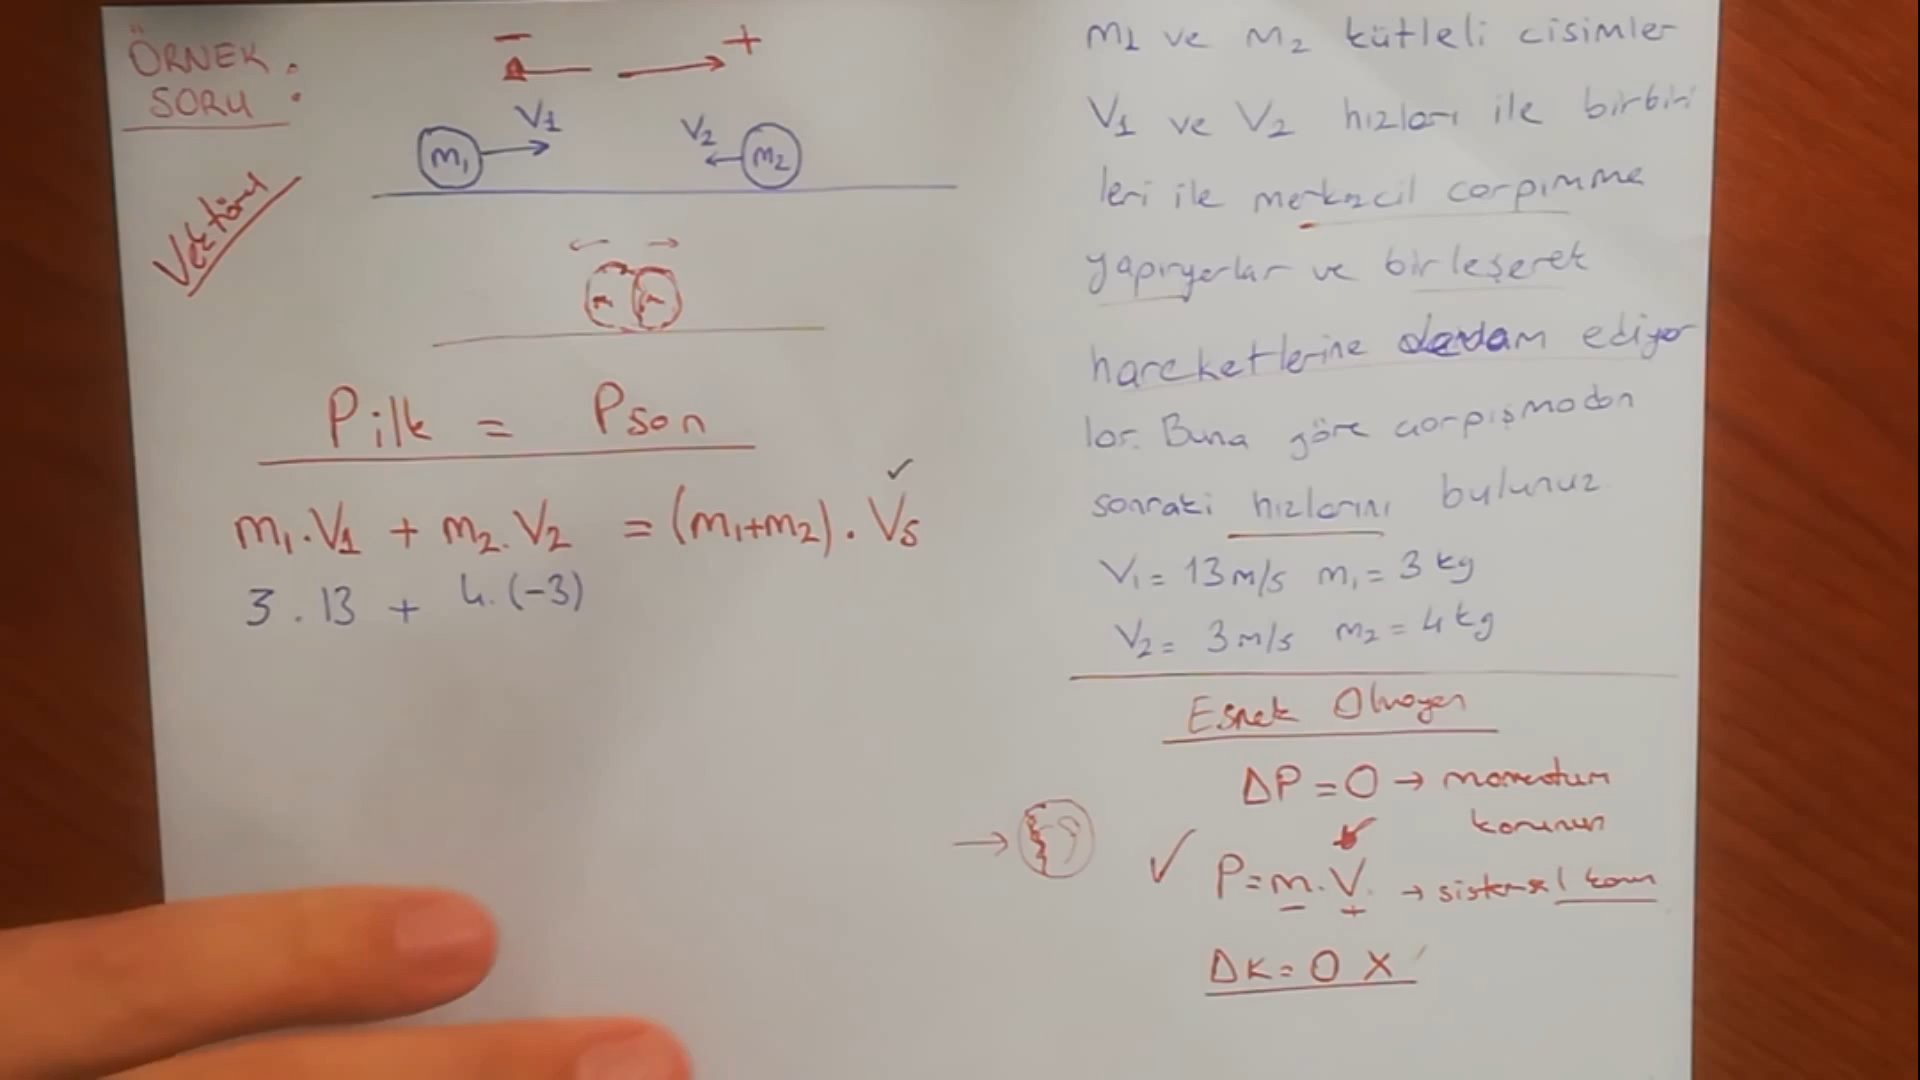 ÖRNEK
SORU :
- +
V1
V2
m1
m2
Vektörel
Pilk = Pson
m1.V1 + m2.V2 = (m1+m2).Vs
3.13 + 4.(-3)
m1 ve m2 kütleli cisimler
V1 ve V2 hızları ile birbiri
leri ile merkezcil çarpışma
yapıyorlar ve birleşerek
hareketlerine devam ediyor
lar. Buna göre çarpışmadan
sonraki hızlarını bulunuz
V1 = 13 m/s m1 = 3 kg
V2 = 3 m/s m2 = 4 kg
Esnek Olmayan
ΔP = 0 → momentum
korunur
✓ P = m.V → sistemsel
ΔK = 0 X